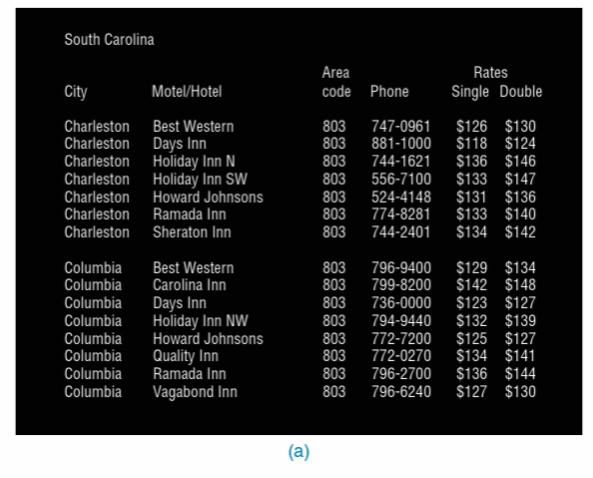 South Carolina
Area Rates
City Motel/Hotel code Phone Single Double
Charleston Best Western 803 747-0961 $126 $130
Charleston Days Inn 803 881-1000 $118 $124
Charleston Holiday Inn N 803 744-1621 $136 $146
Charleston Holiday Inn SW 803 556-7100 $133 $147
Charleston Howard Johnsons 803 524-4148 $131 $136
Charleston Ramada Inn 803 774-8281 $133 $140
Charleston Sheraton Inn 803 744-2401 $134 $142
Columbia Best Western 803 796-9400 $129 $134
Columbia Carolina Inn 803 799-8200 $142 $148
Columbia Days Inn 803 736-0000 $123 $127
Columbia Holiday Inn NW 803 794-9440 $132 $139
Columbia Howard Johnsons 803 772-7200 $125 $127
Columbia Quality Inn 803 772-0270 $134 $141
Columbia Ramada Inn 803 796-2700 $136 $144
Columbia Vagabond Inn 803 796-6240 $127 $130
(a)